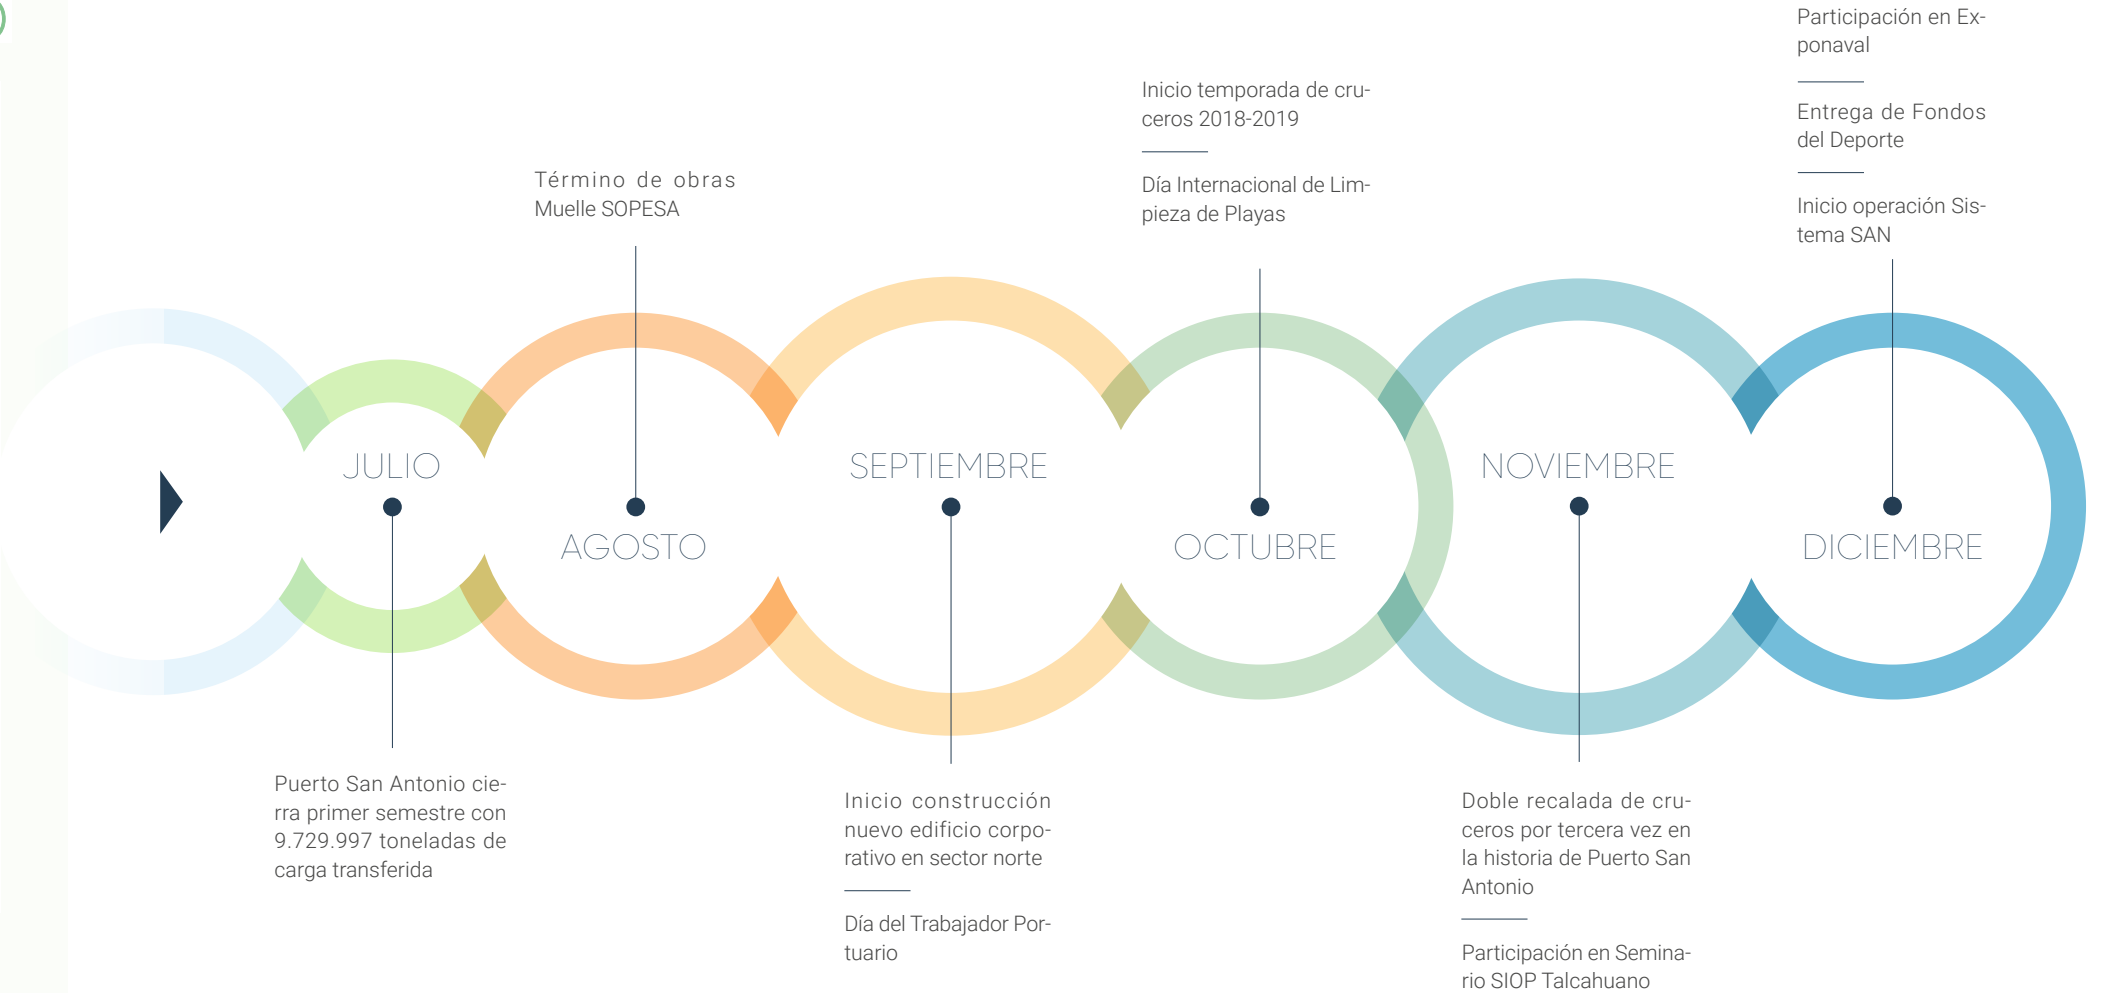 Participación en Ex-
ponaval
Entrega de Fondos
del Deporte
Inicio operación Sis-
tema SAN
Inicio temporada de cru-
ceros 2018-2019
Día Internacional de Lim-
pieza de Playas
Término de obras
Muelle SOPESA
JULIO
AGOSTO
SEPTIEMBRE
OCTUBRE
NOVIEMBRE
DICIEMBRE
Puerto San Antonio cie-
rra primer semestre con
9.729.997 toneladas de
carga transferida
Inicio construcción
nuevo edificio corpo-
rativo en sector norte
Día del Trabajador Por-
tuario
Doble recalada de cru-
ceros por tercera vez en
la historia de Puerto San
Antonio
Participación en Semina-
rio SIOP Talcahuano